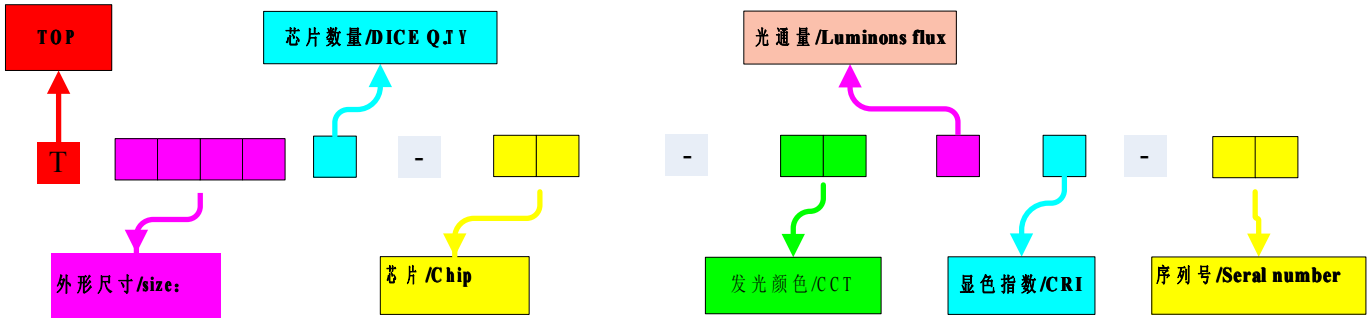 TOP
芯片数量/DICE Q.TY
光通量/Luminons flux
T
-
-
-
外形尺寸/size：
芯片/Chip
发光颜色/CCT
显色指数/CRI
序列号/Seral number